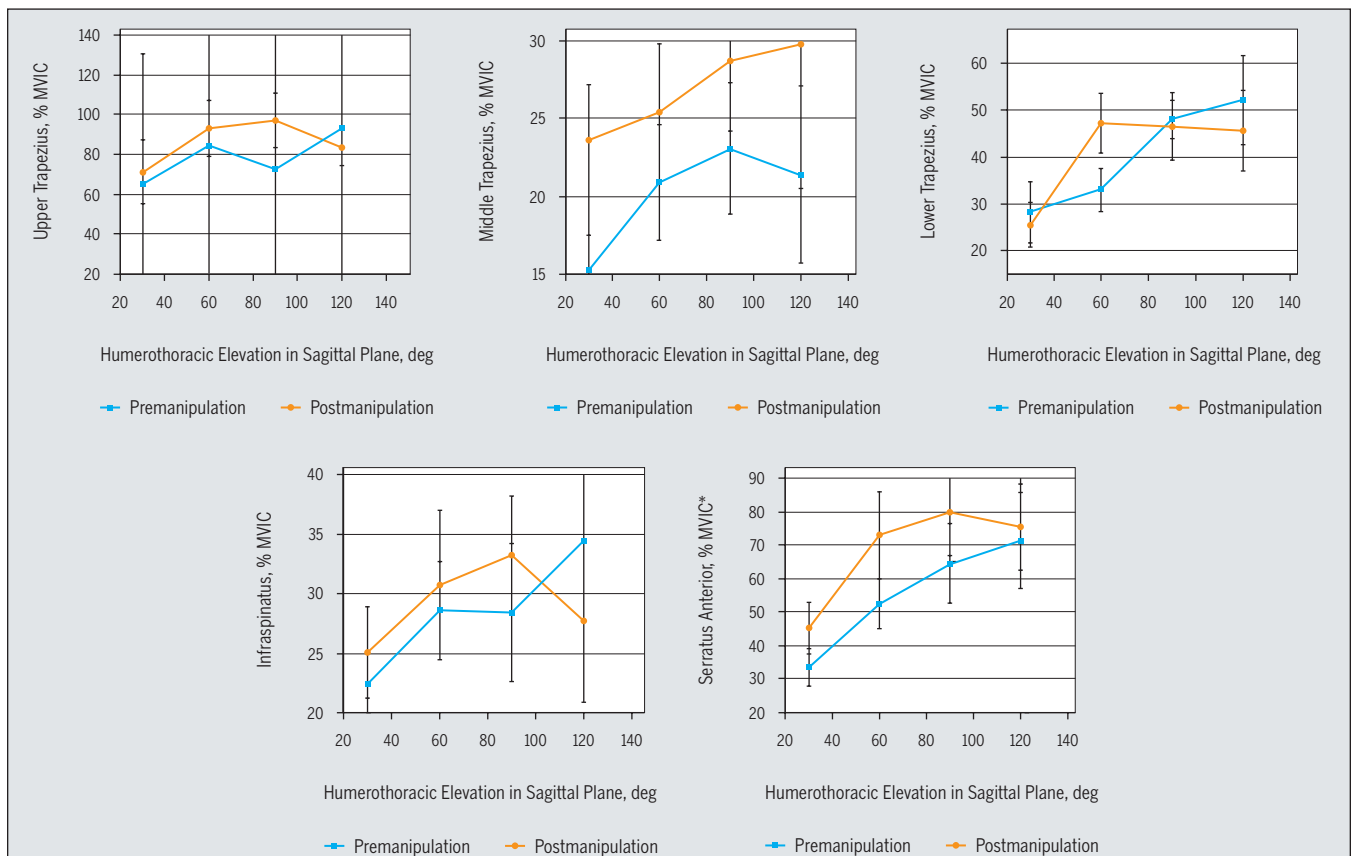 Upper Trapezius, % MVIC
140
120
100
80
60
40
20
20 40 60 80 100 120 140
Humerothoracic Elevation in Sagittal Plane, deg
Premanipulation Postmanipulation
Middle Trapezius, % MVIC
30
25
20
15
20 40 60 80 100 120 140
Humerothoracic Elevation in Sagittal Plane, deg
Premanipulation Postmanipulation
Lower Trapezius, % MVIC
60
50
40
30
20
20 40 60 80 100 120 140
Humerothoracic Elevation in Sagittal Plane, deg
Premanipulation Postmanipulation
Infraspinatus, % MVIC
40
35
30
25
20
20 40 60 80 100 120 140
Humerothoracic Elevation in Sagittal Plane, deg
Premanipulation Postmanipulation
Serratus Anterior, % MVIC*
90
80
70
60
50
40
30
20
20 40 60 80 100 120 140
Humerothoracic Elevation in Sagittal Plane, deg
Premanipulation Postmanipulation